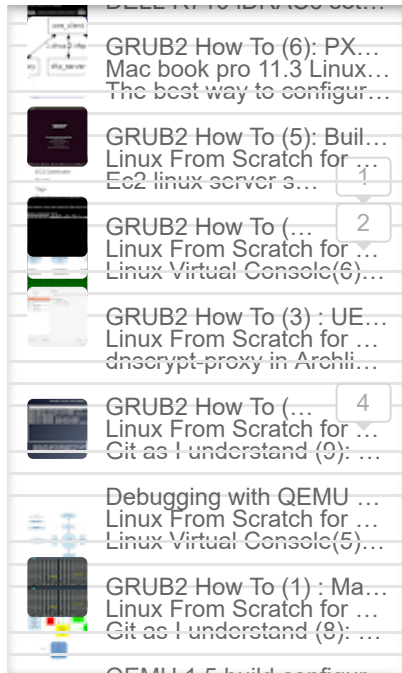 GRUB2 How To (6): PX...
Mac book pro 11.3 Linux...
The best way to configur...
GRUB2 How To (5): Buil...
Linux From Scratch for ...
Ec2 linux server s...
1
GRUB2 How To (...
2
Linux From Scratch for ...
Linux Virtual Console(6)...
GRUB2 How To (3) : UE...
Linux From Scratch for ...
dnscrypt-proxy in Archli...
GRUB2 How To (...
4
Linux From Scratch for ...
Git as I understand (9): ...
Debugging with QEMU ...
Linux From Scratch for ...
Linux Virtual Console(5)...
GRUB2 How To (1) : Ma...
Linux From Scratch for ...
Git as I understand (8): ...